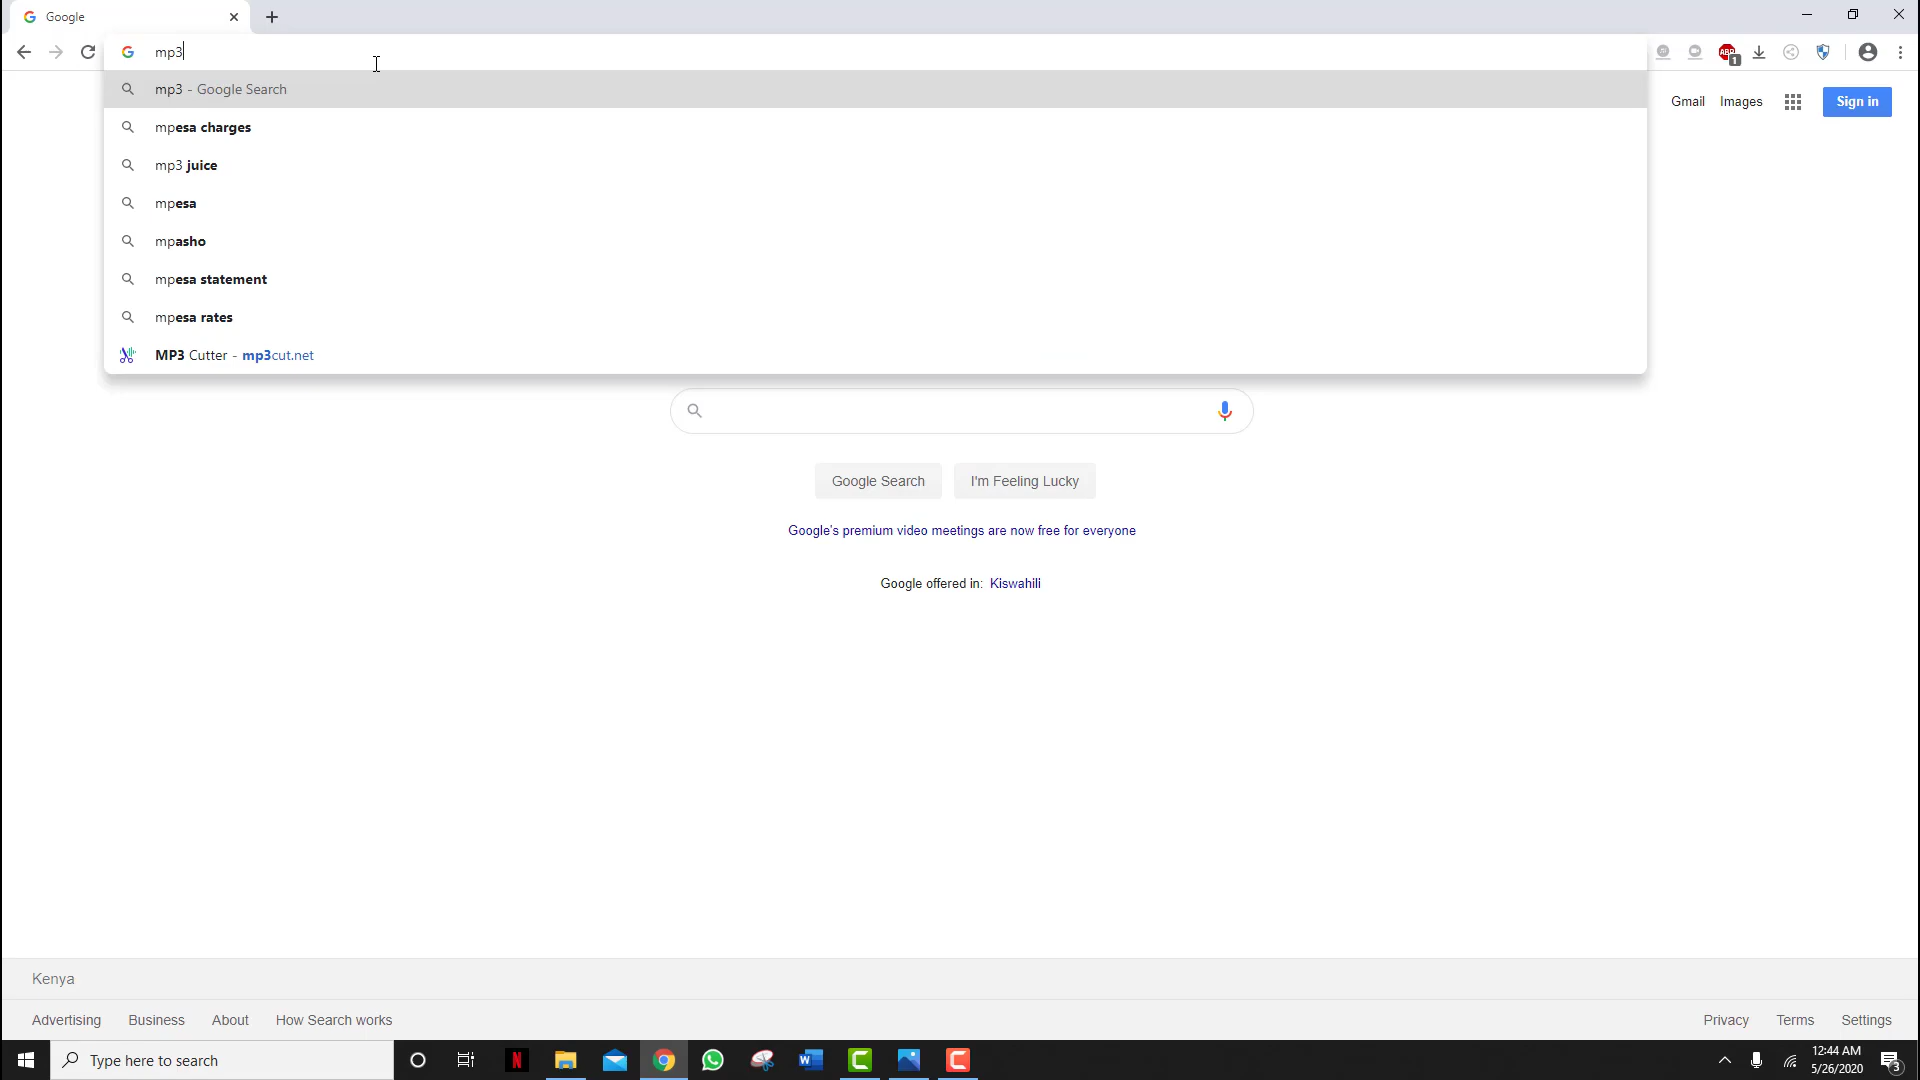 Google
mp3
mp3 - Google Search
mpesa charges
mp3 juice
mpesa
mpasho
mpesa statement
mpesa rates
MP3 Cutter - mp3cut.net
ABP
1
Gmail
Images
Sign in
Google Search
I'm Feeling Lucky
Google's premium video meetings are now free for everyone
Google offered in: Kiswahili
Kenya
Advertising
Business
About
How Search works
Privacy
Terms
Settings
Type here to search
12:44 AM
5/26/2020
3